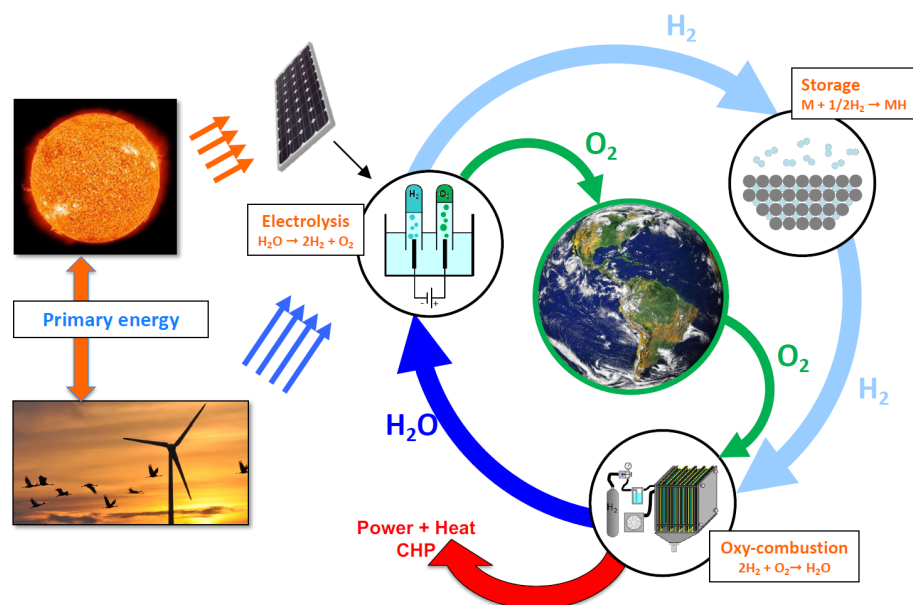 H₂
Storage
M + 1/2H₂ → MH
O₂
H₂
O₂
Electrolysis
H₂O → 2H₂ + O₂
- +
Primary energy
O₂
H₂
H₂O
H₂
Power + Heat
CHP
Oxy-combustion
2H₂ + O₂→ H₂O